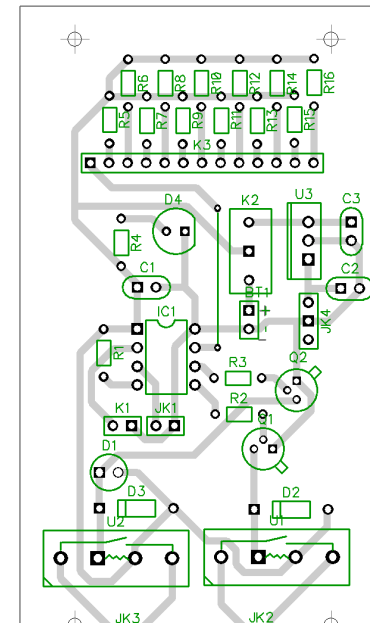 R6 R8 R10 R12 R14 R16
R5 R7 R9 R11 R13 R15
K3
D4 K2 U3 C3
R4
C1 C2
BT1
+
-
JK4
IC1
R1
Q2
R3
R2
K1 JK1 Q1
D1
D3 D2
U2 U1
JK3 JK2